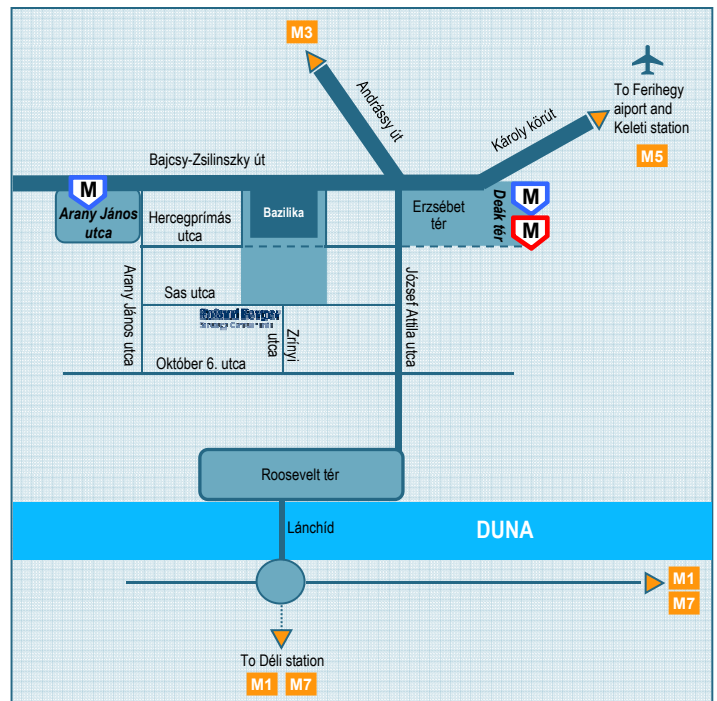 M3
Andrássy út
To Ferihegy
aiport and
Keleti station
M5
Károly körút
Bajcsy-Zsilinszky út
M
Arany János
utca
Hercegprímás
utca
Bazilika
Erzsébet
tér
Deák tér
M
M
Arany János utca
Sas utca
József Attila utca
Roland Berger
Zrínyi
utca
Október 6. utca
Roosevelt tér
Lánchíd
DUNA
M1
M7
To Déli station
M1 M7